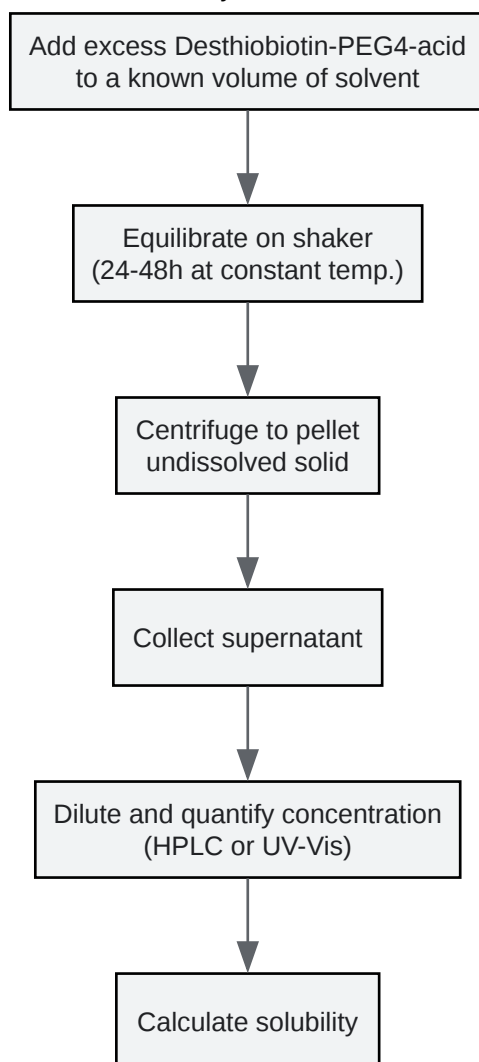 Add excess Desthiobiotin-PEG4-acid
to a known volume of solvent
Equilibrate on shaker
(24-48h at constant temp.)
Centrifuge to pellet
undissolved solid
Collect supernatant
Dilute and quantify concentration
(HPLC or UV-Vis)
Calculate solubility